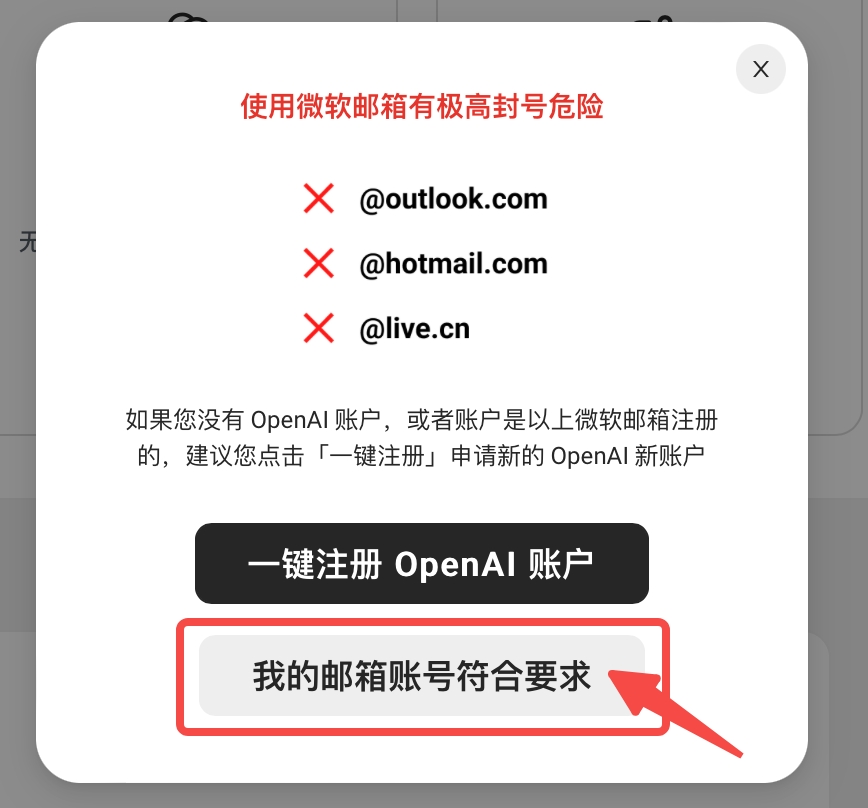 X
使用微软邮箱有极高封号危险
@outlook.com
@hotmail.com
@live.cn
无
如果您没有 OpenAI 账户，或者账户是以上微软邮箱注册
的，建议您点击「一键注册」申请新的 OpenAI 新账户
一键注册 OpenAI 账户
我的邮箱账号符合要求